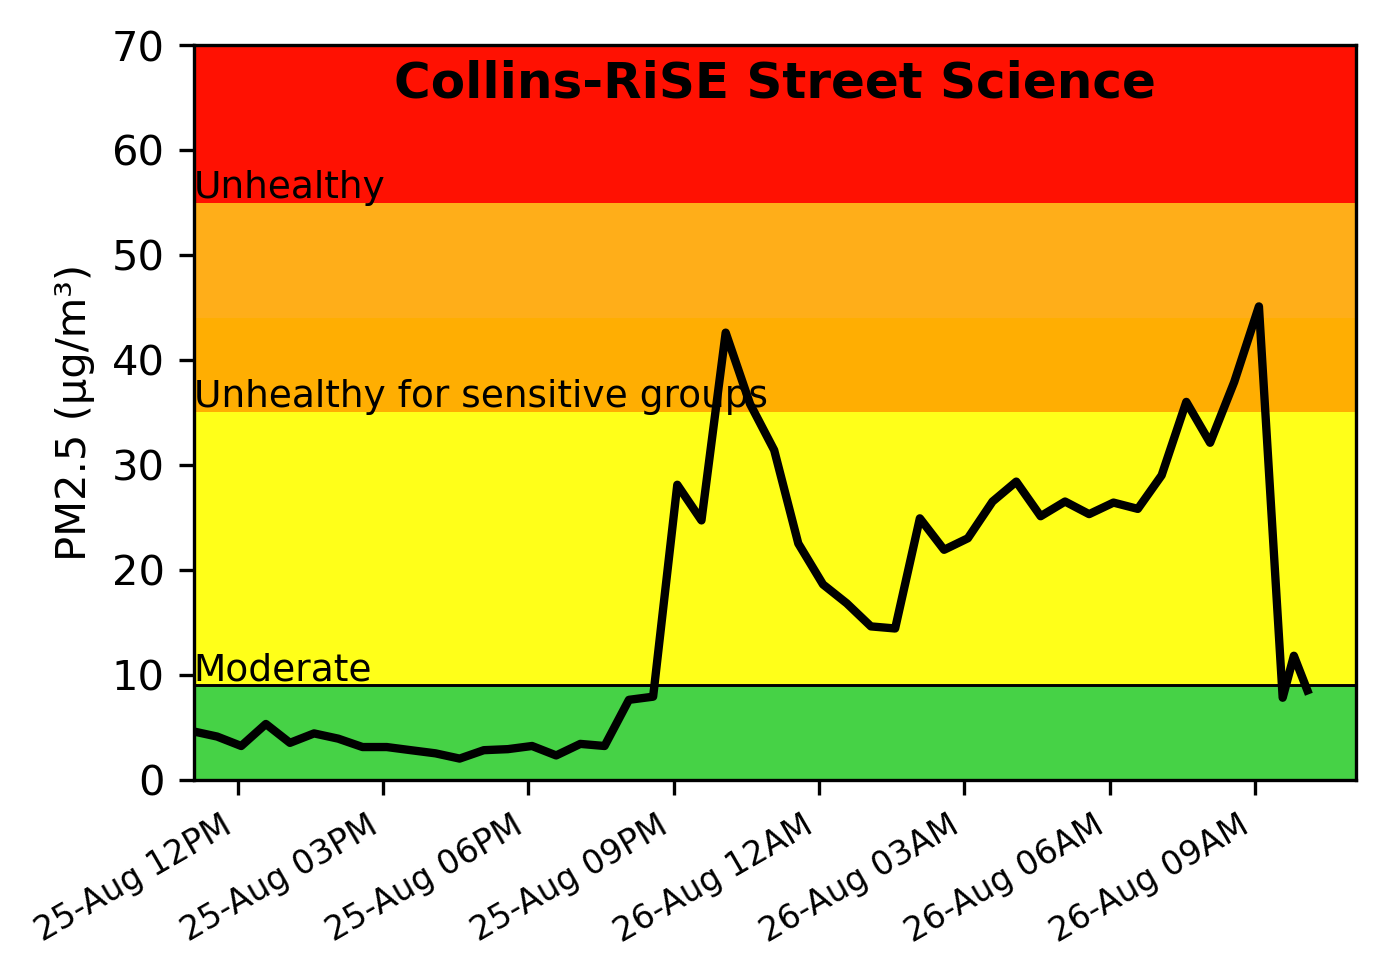 Collins-RiSE Street Science
PM2.5 (µg/m³)
70
60
50
40
30
20
10
0
Unhealthy
Unhealthy for sensitive groups
Moderate
25-Aug 12PM
25-Aug 03PM
25-Aug 06PM
25-Aug 09PM
26-Aug 12AM
26-Aug 03AM
26-Aug 06AM
26-Aug 09AM